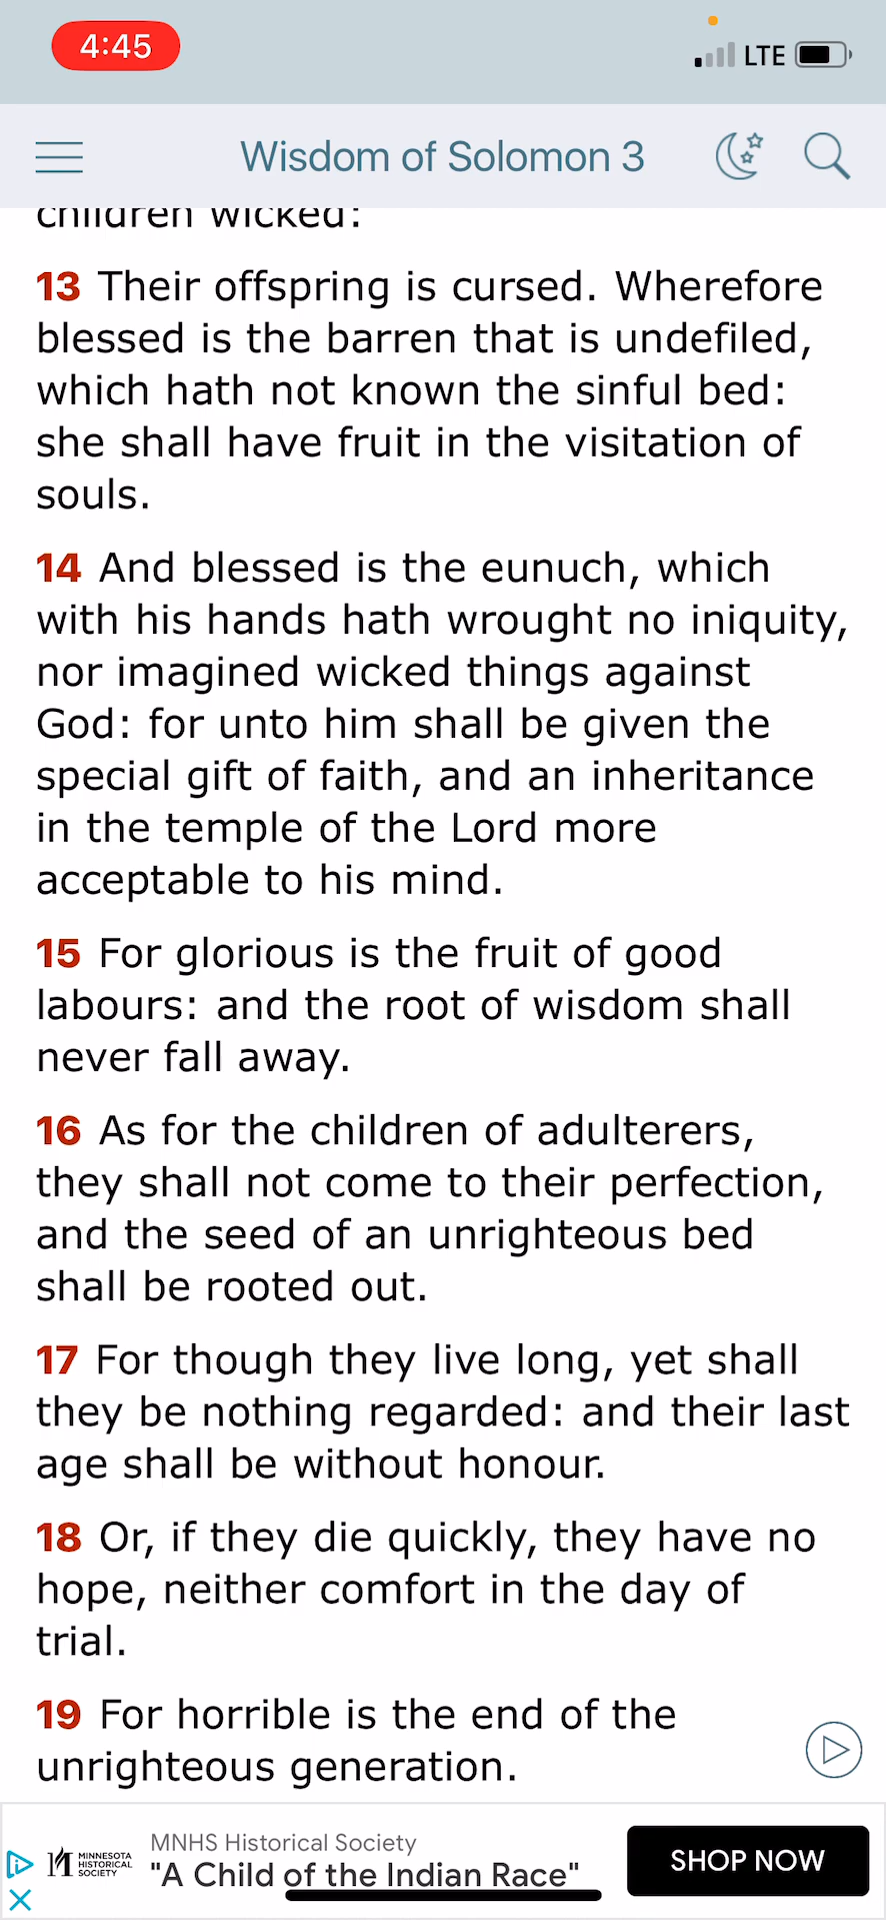 4:45
LTE
Wisdom of Solomon 3
children wicked:
13 Their offspring is cursed. Wherefore
blessed is the barren that is undefiled,
which hath not known the sinful bed:
she shall have fruit in the visitation of
souls.
14 And blessed is the eunuch, which
with his hands hath wrought no iniquity,
nor imagined wicked things against
God: for unto him shall be given the
special gift of faith, and an inheritance
in the temple of the Lord more
acceptable to his mind.
15 For glorious is the fruit of good
labours: and the root of wisdom shall
never fall away.
16 As for the children of adulterers,
they shall not come to their perfection,
and the seed of an unrighteous bed
shall be rooted out.
17 For though they live long, yet shall
they be nothing regarded: and their last
age shall be without honour.
18 Or, if they die quickly, they have no
hope, neither comfort in the day of
trial.
19 For horrible is the end of the
unrighteous generation.
MINNESOTA
HISTORICAL
SOCIETY
MNHS Historical Society
"A Child of the Indian Race"
SHOP NOW